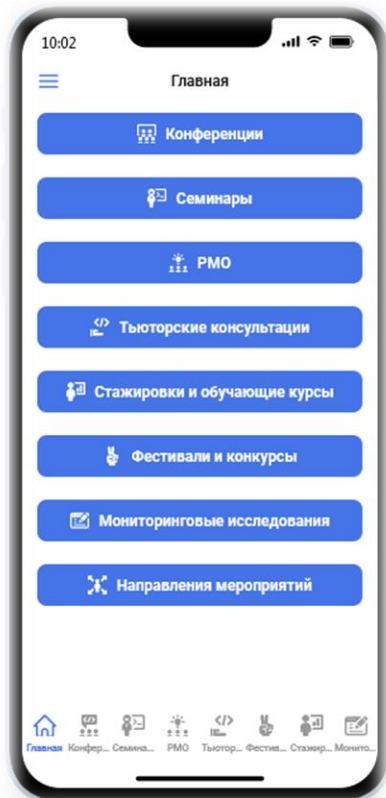 10:02
Главная
Конференции
Семинары
РМО
Тьюторские консультации
Стажировки и обучающие курсы
Фестивали и конкурсы
Мониторинговые исследования
Направления мероприятий
Главная Конфер... Семина... РМО Тьютор... Фестив... Стажир... Монито...